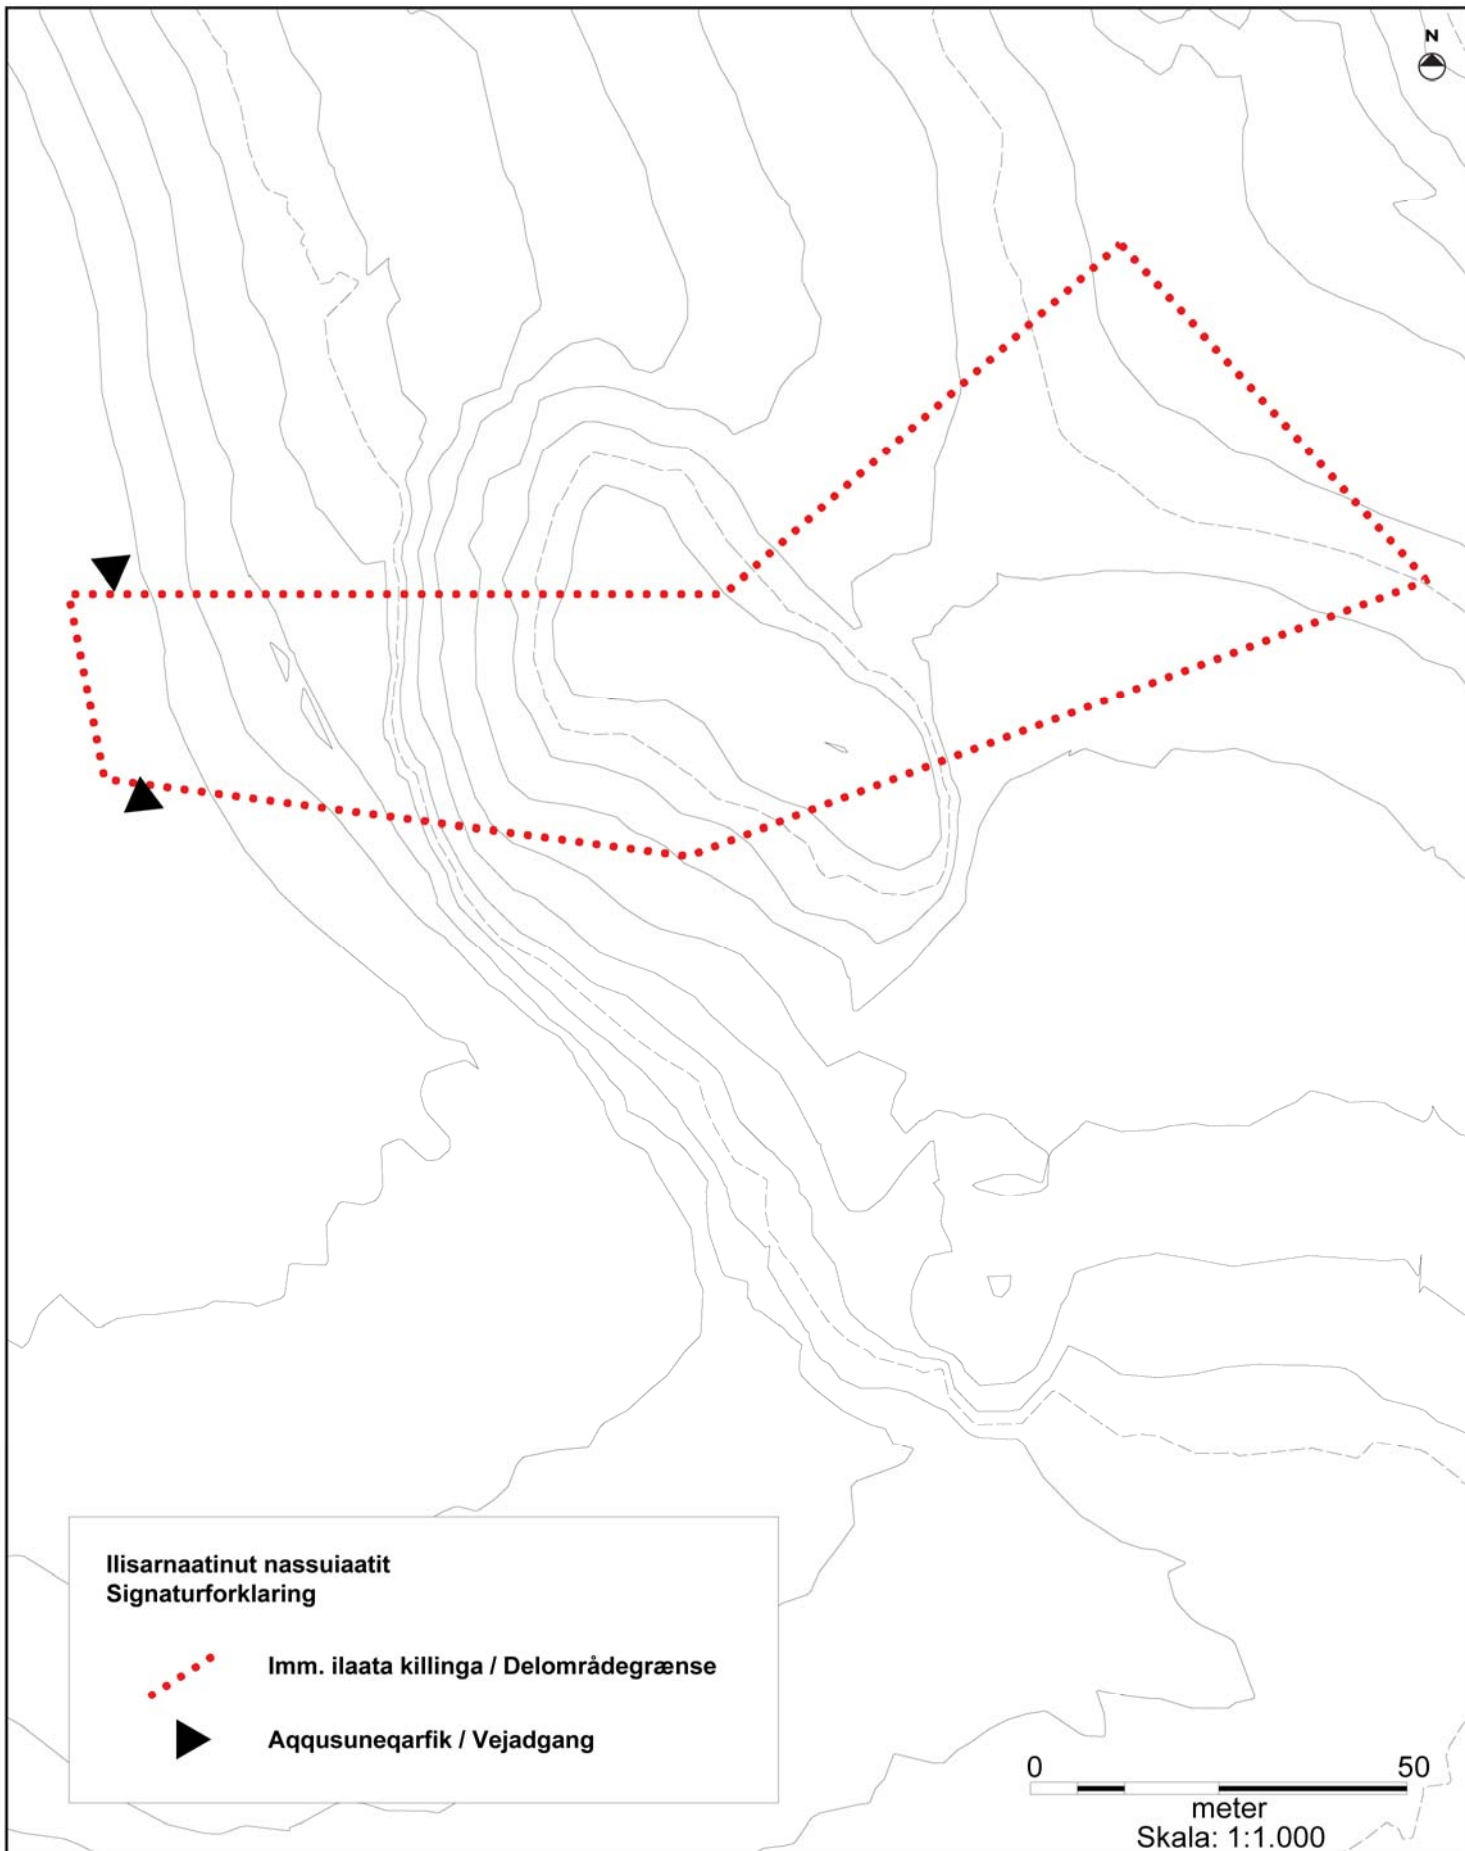 N
Ilisarnaatinut nassuiaatit
Signaturforklaring
Imm. ilaata killinga / Delområdegrænse
Aqqusuneqarfik / Vejadgang
0 50
meter
Skala: 1:1.000